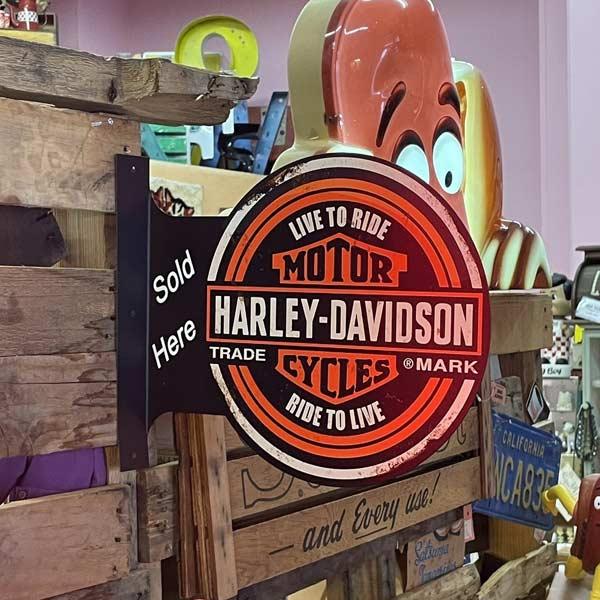 LIVE TO RIDE
MOTOR
HARLEY-DAVIDSON
TRADE ® MARK
CYCLES
RIDE TO LIVE
Sold
Here
— and Every use!
CALIFORNIA